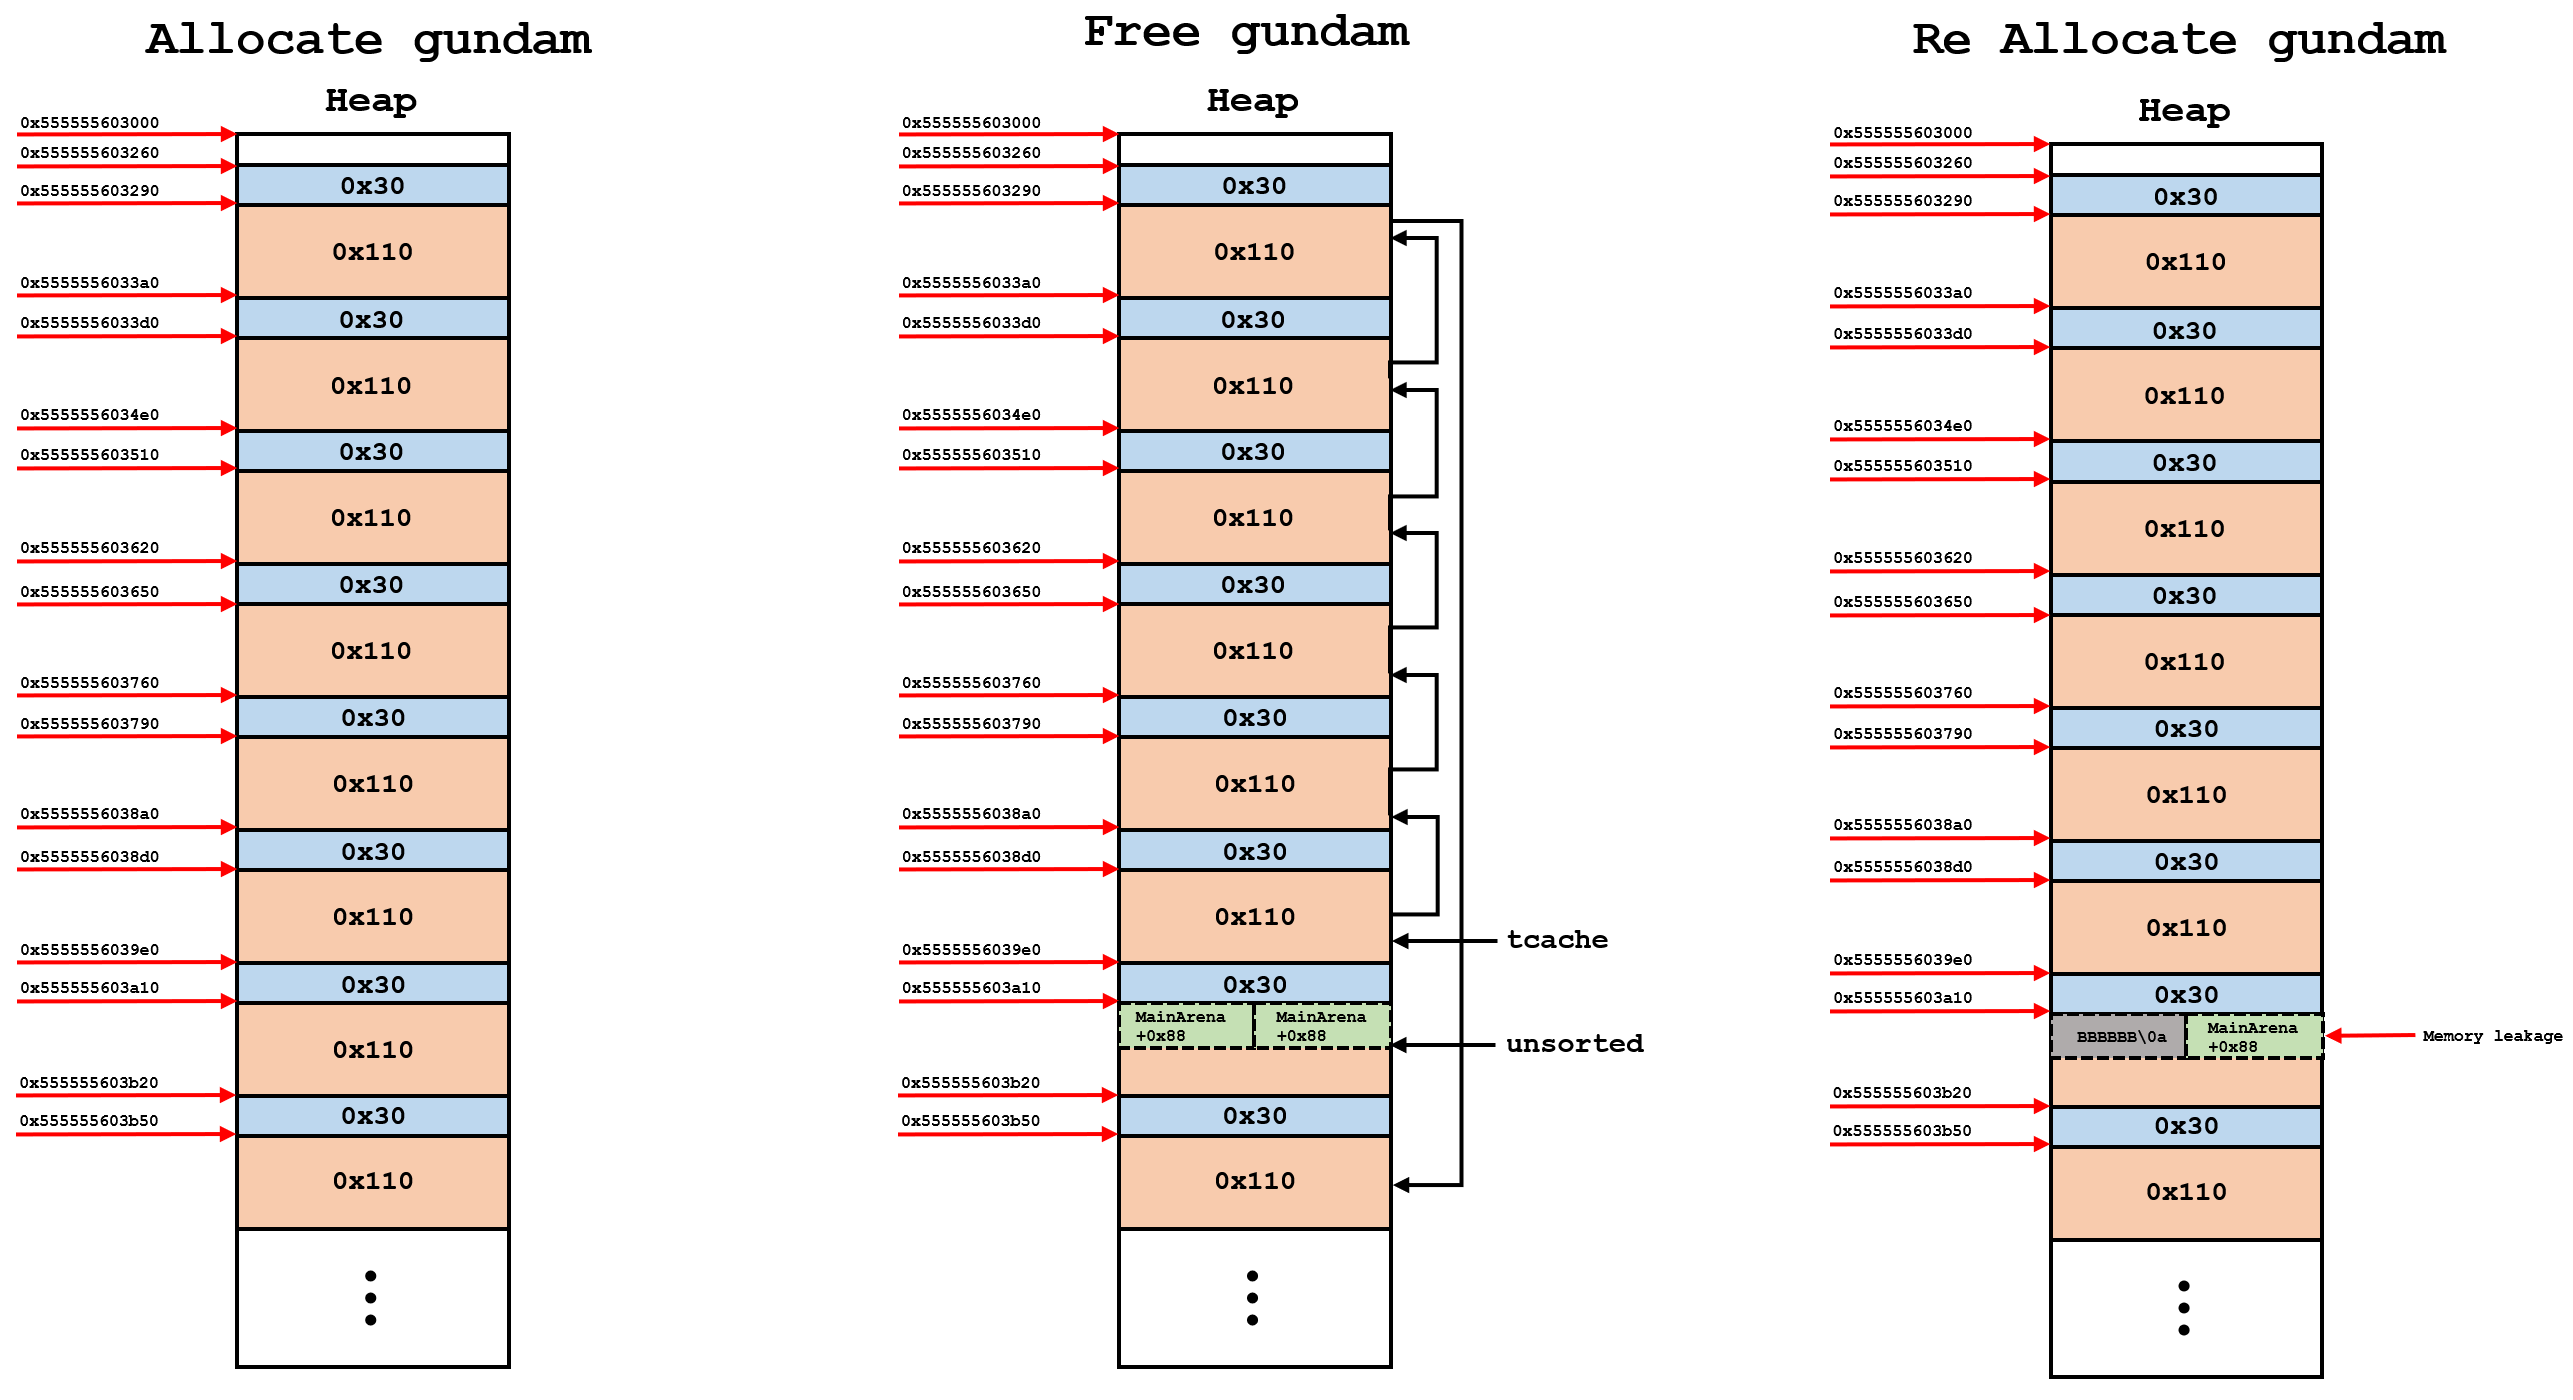 Allocate gundam
Heap
0x555555603000
0x555555603260
0x30
0x555555603290
0x110
0x5555556033a0
0x30
0x5555556033d0
0x110
0x5555556034e0
0x30
0x555555603510
0x110
0x555555603620
0x30
0x555555603650
0x110
0x555555603760
0x30
0x555555603790
0x110
0x5555556038a0
0x30
0x5555556038d0
0x110
0x5555556039e0
0x30
0x555555603a10
0x110
0x555555603b20
0x30
0x555555603b50
0x110
Free gundam
Heap
0x555555603000
0x555555603260
0x30
0x555555603290
0x110
0x5555556033a0
0x30
0x5555556033d0
0x110
0x5555556034e0
0x30
0x555555603510
0x110
0x555555603620
0x30
0x555555603650
0x110
0x555555603760
0x30
0x555555603790
0x110
0x5555556038a0
0x30
0x5555556038d0
0x110
tcache
0x5555556039e0
0x30
0x555555603a10
MainArena
+0x88
MainArena
+0x88
unsorted
0x555555603b20
0x30
0x555555603b50
0x110
Re Allocate gundam
Heap
0x555555603000
0x555555603260
0x30
0x555555603290
0x110
0x5555556033a0
0x30
0x5555556033d0
0x110
0x5555556034e0
0x30
0x555555603510
0x110
0x555555603620
0x30
0x555555603650
0x110
0x555555603760
0x30
0x555555603790
0x110
0x5555556038a0
0x30
0x5555556038d0
0x110
0x5555556039e0
0x30
0x555555603a10
BBBBBB\0a
MainArena
+0x88
Memory leakage
0x555555603b20
0x30
0x555555603b50
0x110